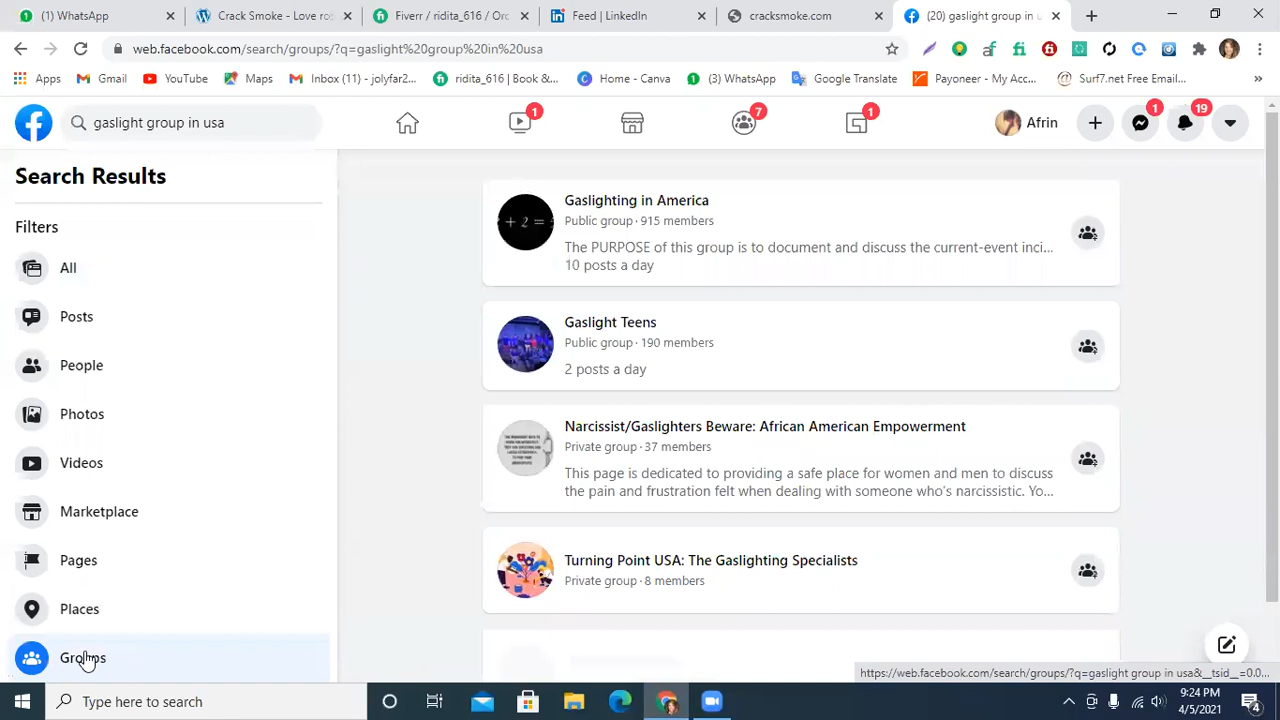 WhatsApp
Crack Smoke - Love ro
Fiverr / ridita_616 / Or
Feed | LinkedIn
cracksmoke.com
(20) gaslight group in u
web.facebook.com/search/groups/?q=gaslight%20group%20in%20usa
Apps
Gmail
YouTube
Maps
Inbox (11) - jolyfar2...
ridita_616 | Book &...
Home - Canva
(3) WhatsApp
Google Translate
Payoneer - My Acc...
Surf7.net Free Email...
gaslight group in usa
1
7
1
Afrin
1
19
Search Results
Filters
All
Posts
People
Photos
Videos
Marketplace
Pages
Places
Groups
Gaslighting in America
Public group · 915 members
The PURPOSE of this group is to document and discuss the current-event inci...
10 posts a day
Gaslight Teens
Public group · 190 members
2 posts a day
Narcissist/Gaslighters Beware: African American Empowerment
Private group · 37 members
This page is dedicated to providing a safe place for women and men to discuss
the pain and frustration felt when dealing with someone who's narcissistic. Yo...
Turning Point USA: The Gaslighting Specialists
Private group · 8 members
https://web.facebook.com/search/groups/?q=gaslight group in usa&__tsid__=0.0...
Type here to search
9:24 PM
4/5/2021
4